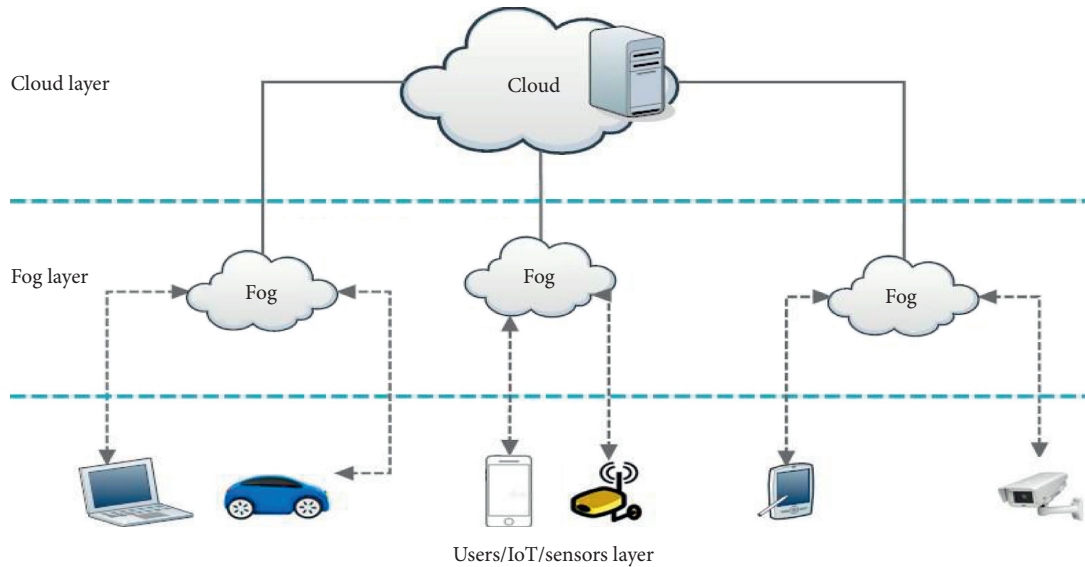 Cloud layer
Cloud
Fog layer
Fog
Fog
Fog
Users/IoT/sensors layer